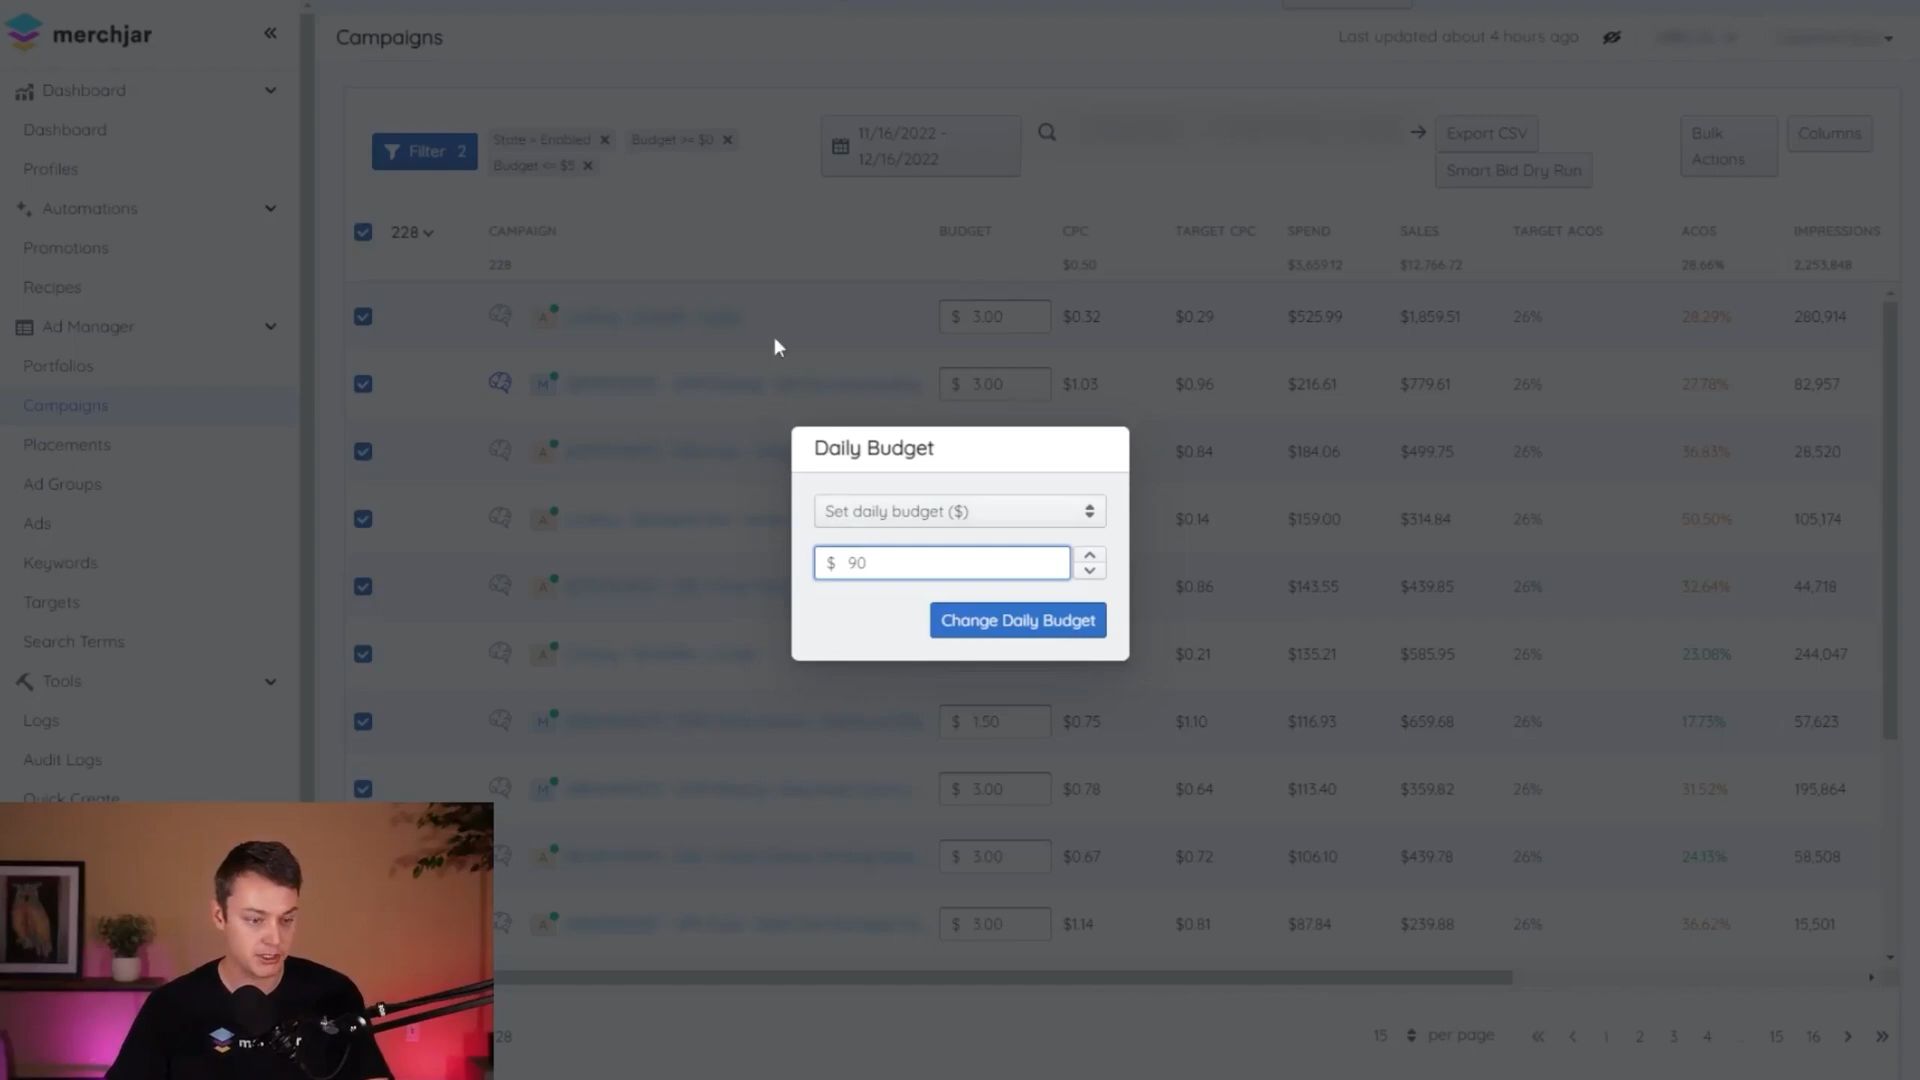 merchjar
Campaigns
Last updated about 4 hours ago
Dashboard
Dashboard
Profiles
Automations
Promotions
Recipes
Ad Manager
Portfolios
Campaigns
Placements
Ad Groups
Ads
Keywords
Targets
Search Terms
Tools
Logs
Audit Logs
Quick Create
Filter 2
State = Enabled
Budget >= $0
Budget <= $5
11/16/2022 -
12/16/2022
Export CSV
Smart Bid Dry Run
Bulk
Actions
Columns
228 CAMPAIGN BUDGET CPC TARGET CPC SPEND SALES TARGET ACOS ACOS IMPRESSIONS
228 $0.50 $3,659.12 $12,766.72 28.66% 2,253,848
A $ 3.00 $0.32 $0.29 $525.99 $1,859.51 26% 28.29% 280,914
M $ 3.00 $1.03 $0.96 $216.61 $779.61 26% 27.78% 82,957
A $0.84 $184.06 $499.75 26% 36.83% 28,520
A $0.14 $159.00 $314.84 26% 50.50% 105,174
A $0.86 $143.55 $439.85 26% 32.64% 44,718
A $0.21 $135.21 $585.95 26% 23.08% 244,047
M $ 1.50 $0.75 $1.10 $116.93 $659.68 26% 17.73% 57,623
M $ 3.00 $0.78 $0.64 $113.40 $359.82 26% 31.52% 195,864
A $ 3.00 $0.67 $0.72 $106.10 $439.78 26% 24.13% 58,508
A $ 3.00 $1.14 $0.81 $87.84 $239.88 26% 36.62% 15,501
Daily Budget
Set daily budget ($)
$ 90
Change Daily Budget
28
15 per page « ‹ 1 2 3 4 .. 15 16 › »